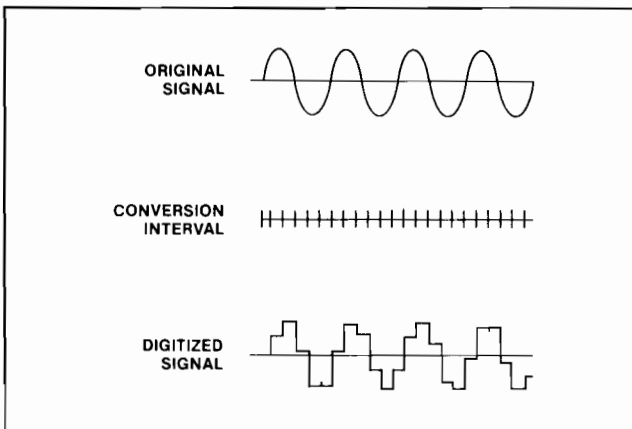 ORIGINAL
SIGNAL
CONVERSION
INTERVAL
DIGITIZED
SIGNAL